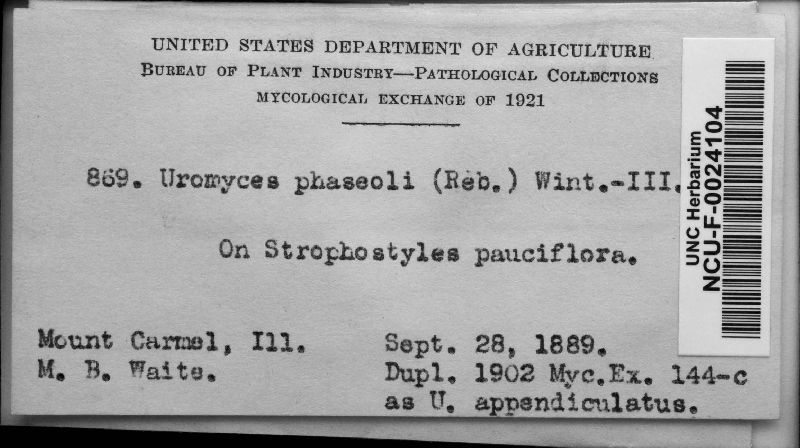 UNITED STATES DEPARTMENT OF AGRICULTURE
BUREAU OF PLANT INDUSTRY—PATHOLOGICAL COLLECTIONS
MYCOLOGICAL EXCHANGE OF 1921
869. Uromyces phaseoli (Reb.) Wint.-III.
On Strophostyles pauciflora.
Mount Carmel, Ill.
M. B. Waite.
Sept. 28, 1889.
Dupl. 1902 Myc.Ex. 144-c
as U. appendiculatus.
UNC Herbarium
NCU-F-0024104